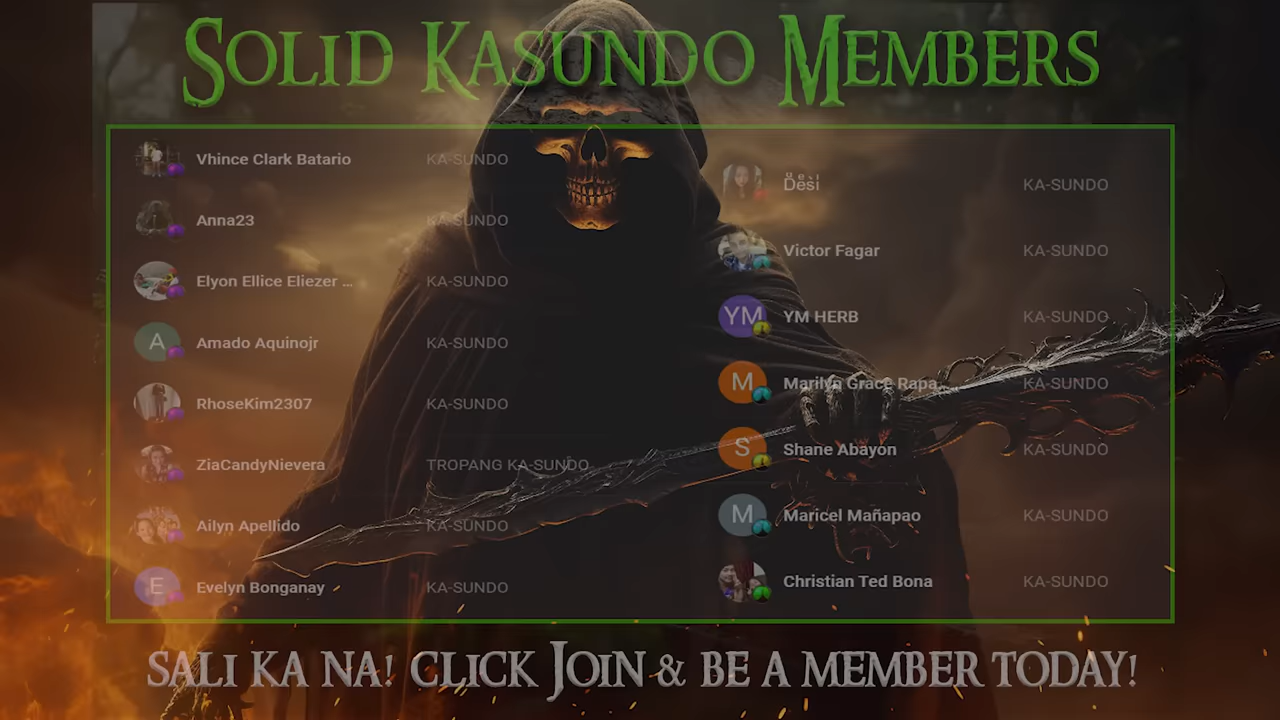 SOLID KASUNDO MEMBERS
Vhince Clark Batario KA-SUNDO
Anna23 KA-SUNDO
Elyon Ellice Eliezer ... KA-SUNDO
Amado Aquinojr KA-SUNDO
A
RhoseKim2307 KA-SUNDO
ZiaCandyNievera TROPANG KA-SUNDO
Ailyn Apellido KA-SUNDO
E
Evelyn Bonganay KA-SUNDO
Desi KA-SUNDO
Victor Fagar KA-SUNDO
YM
YM HERB KA-SUNDO
M
Marilyn Grace Rapa... KA-SUNDO
S
Shane Abayon KA-SUNDO
M
Maricel Mañapao KA-SUNDO
Christian Ted Bona KA-SUNDO
SALI KA NA! CLICK JOIN & BE A MEMBER TODAY!